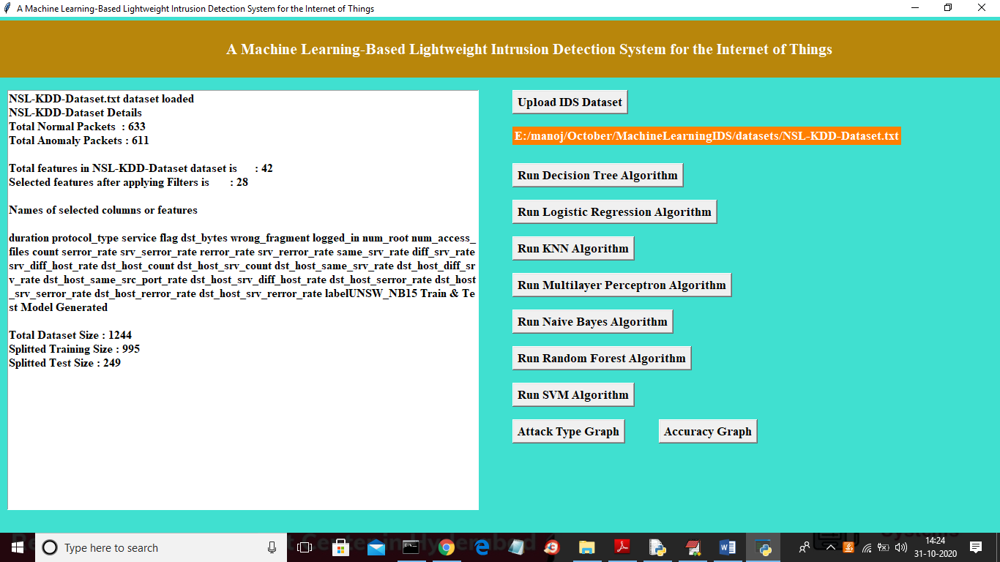 A Machine Learning-Based Lightweight Intrusion Detection System for the Internet of Things
A Machine Learning-Based Lightweight Intrusion Detection System for the Internet of Things
NSL-KDD-Dataset.txt dataset loaded
NSL-KDD-Dataset Details
Total Normal Packets : 633
Total Anomaly Packets : 611
Total features in NSL-KDD-Dataset dataset is : 42
Selected features after applying Filters is : 28
Names of selected columns or features
duration protocol_type service flag dst_bytes wrong_fragment logged_in num_root num_access_
files count serror_rate srv_serror_rate rerror_rate srv_rerror_rate same_srv_rate diff_srv_rate
srv_diff_host_rate dst_host_count dst_host_srv_count dst_host_same_srv_rate dst_host_diff_sr
v_rate dst_host_same_src_port_rate dst_host_srv_diff_host_rate dst_host_serror_rate dst_host
_srv_serror_rate dst_host_rerror_rate dst_host_srv_rerror_rate labelUNSW_NB15 Train & Te
st Model Generated
Total Dataset Size : 1244
Splitted Training Size : 995
Splitted Test Size : 249
Upload IDS Dataset
E:/manoj/October/MachineLearningIDS/datasets/NSL-KDD-Dataset.txt
Run Decision Tree Algorithm
Run Logistic Regression Algorithm
Run KNN Algorithm
Run Multilayer Perceptron Algorithm
Run Naive Bayes Algorithm
Run Random Forest Algorithm
Run SVM Algorithm
Attack Type Graph
Accuracy Graph
Type here to search
14:24
31-10-2020